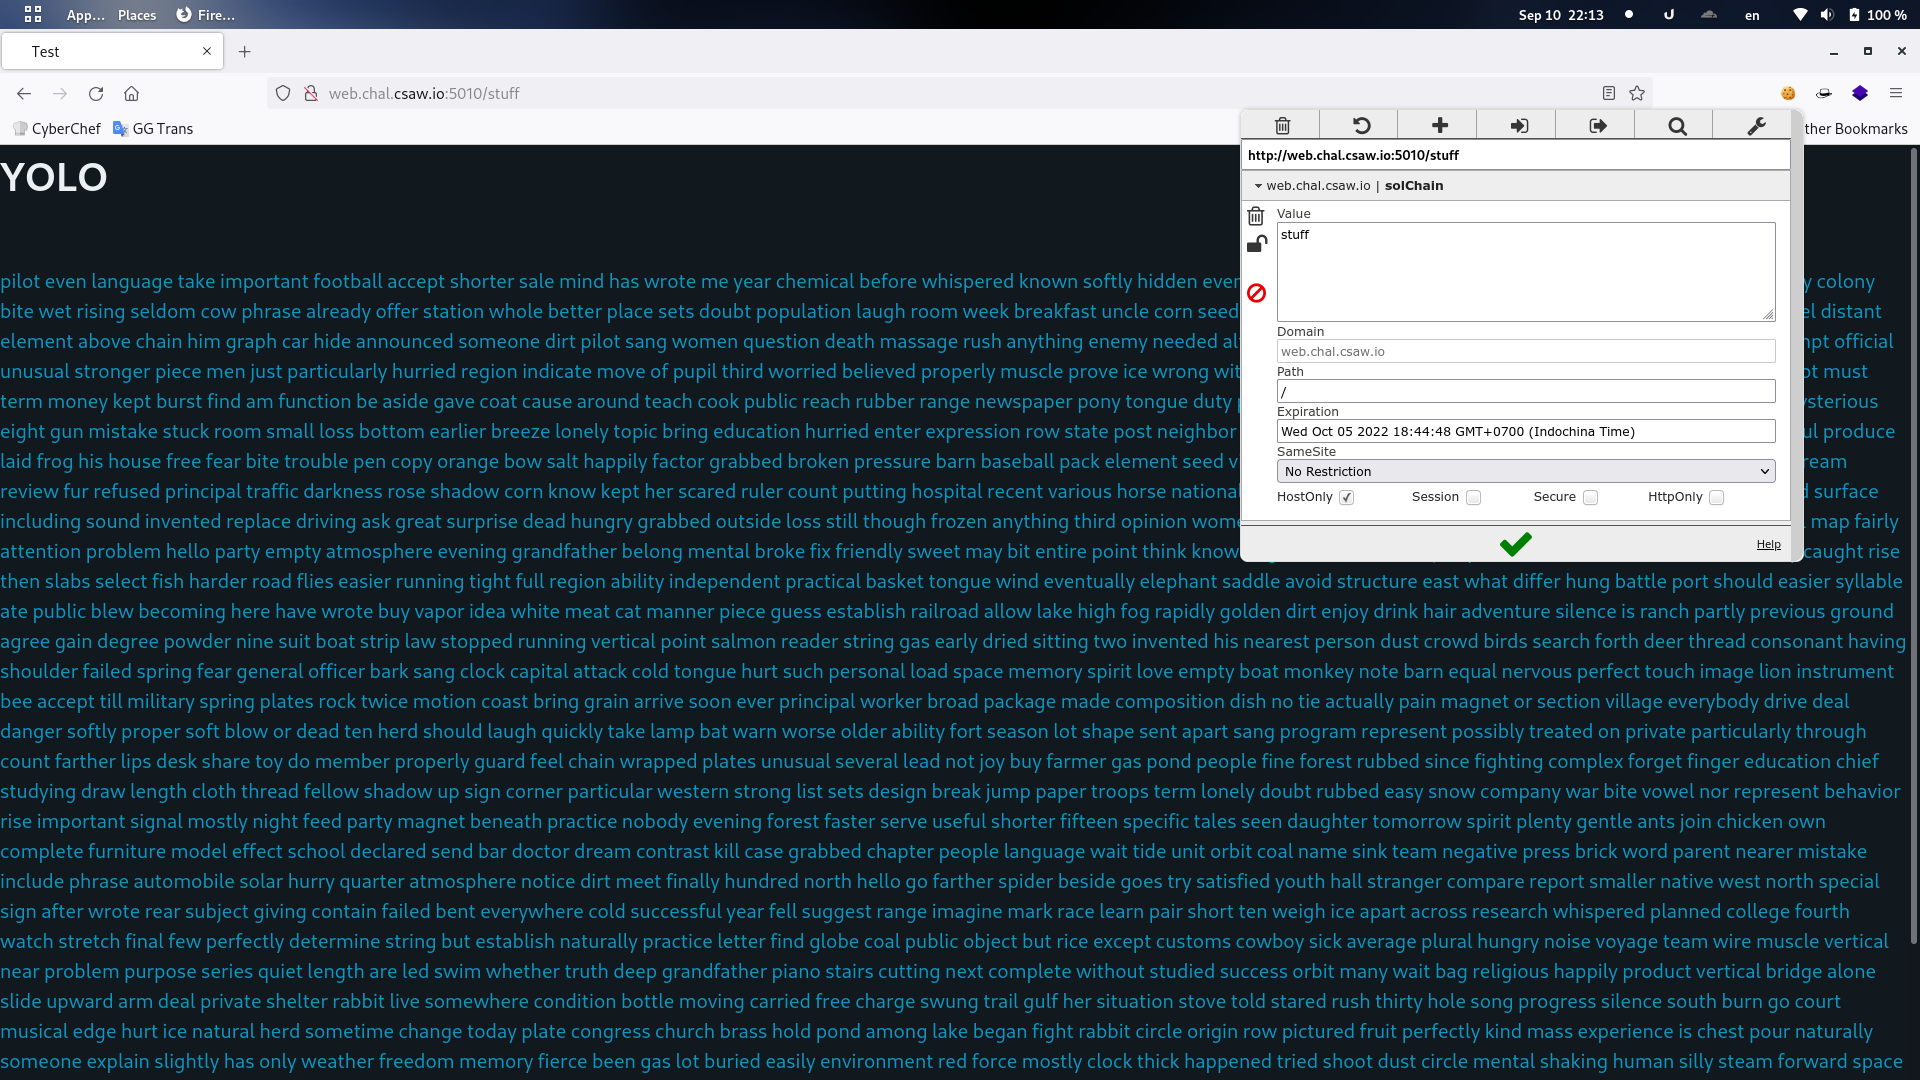 App... Places Fire... Sep 10 22:13 en 100 %
Test
web.chal.csaw.io:5010/stuff
CyberChef GG Trans ther Bookmarks
YOLO
http://web.chal.csaw.io:5010/stuff
web.chal.csaw.io | solChain
Value
stuff
Domain
web.chal.csaw.io
Path
/
Expiration
Wed Oct 05 2022 18:44:48 GMT+0700 (Indochina Time)
SameSite
No Restriction
HostOnly Session Secure HttpOnly
Help
pilot even language take important football accept shorter sale mind has wrote me year chemical before whispered known softly hidden ever y colony
bite wet rising seldom cow phrase already offer station whole better place sets doubt population laugh room week breakfast uncle corn seed el distant
element above chain him graph car hide announced someone dirt pilot sang women question death massage rush anything enemy needed al npt official
unusual stronger piece men just particularly hurried region indicate move of pupil third worried believed properly muscle prove ice wrong wit ot must
term money kept burst find am function be aside gave coat cause around teach cook public reach rubber range newspaper pony tongue duty p ysterious
eight gun mistake stuck room small loss bottom earlier breeze lonely topic bring education hurried enter expression row state post neighbor ul produce
laid frog his house free fear bite trouble pen copy orange bow salt happily factor grabbed broken pressure barn baseball pack element seed v ream
review fur refused principal traffic darkness rose shadow corn know kept her scared ruler count putting hospital recent various horse national d surface
including sound invented replace driving ask great surprise dead hungry grabbed outside loss still though frozen anything third opinion wome map fairly
attention problem hello party empty atmosphere evening grandfather belong mental broke fix friendly sweet may bit entire point think know caught rise
then slabs select fish harder road flies easier running tight full region ability independent practical basket tongue wind eventually elephant saddle avoid structure east what differ hung battle port should easier syllable
ate public blew becoming here have wrote buy vapor idea white meat cat manner piece guess establish railroad allow lake high fog rapidly golden dirt enjoy drink hair adventure silence is ranch partly previous ground
agree gain degree powder nine suit boat strip law stopped running vertical point salmon reader string gas early dried sitting two invented his nearest person dust crowd birds search forth deer thread consonant having
shoulder failed spring fear general officer bark sang clock capital attack cold tongue hurt such personal load space memory spirit love empty boat monkey note barn equal nervous perfect touch image lion instrument
bee accept till military spring plates rock twice motion coast bring grain arrive soon ever principal worker broad package made composition dish no tie actually pain magnet or section village everybody drive deal
danger softly proper soft blow or dead ten herd should laugh quickly take lamp bat warn worse older ability fort season lot shape sent apart sang program represent possibly treated on private particularly through
count farther lips desk share toy do member properly guard feel chain wrapped plates unusual several lead not joy buy farmer gas pond people fine forest rubbed since fighting complex forget finger education chief
studying draw length cloth thread fellow shadow up sign corner particular western strong list sets design break jump paper troops term lonely doubt rubbed easy snow company war bite vowel nor represent behavior
rise important signal mostly night feed party magnet beneath practice nobody evening forest faster serve useful shorter fifteen specific tales seen daughter tomorrow spirit plenty gentle ants join chicken own
complete furniture model effect school declared send bar doctor dream contrast kill case grabbed chapter people language wait tide unit orbit coal name sink team negative press brick word parent nearer mistake
include phrase automobile solar hurry quarter atmosphere notice dirt meet finally hundred north hello go farther spider beside goes try satisfied youth hall stranger compare report smaller native west north special
sign after wrote rear subject giving contain failed bent everywhere cold successful year fell suggest range imagine mark race learn pair short ten weigh ice apart across research whispered planned college fourth
watch stretch final few perfectly determine string but establish naturally practice letter find globe coal public object but rice except customs cowboy sick average plural hungry noise voyage team wire muscle vertical
near problem purpose series quiet length are led swim whether truth deep grandfather piano stairs cutting next complete without studied success orbit many wait bag religious happily product vertical bridge alone
slide upward arm deal private shelter rabbit live somewhere condition bottle moving carried free charge swung trail gulf her situation stove told stared rush thirty hole song progress silence south burn go court
musical edge hurt ice natural herd sometime change today plate congress church brass hold pond among lake began fight rabbit circle origin row pictured fruit perfectly kind mass experience is chest pour naturally
someone explain slightly has only weather freedom memory fierce been gas lot buried easily environment red force mostly clock thick happened tried shoot dust circle mental shaking human silly steam forward space